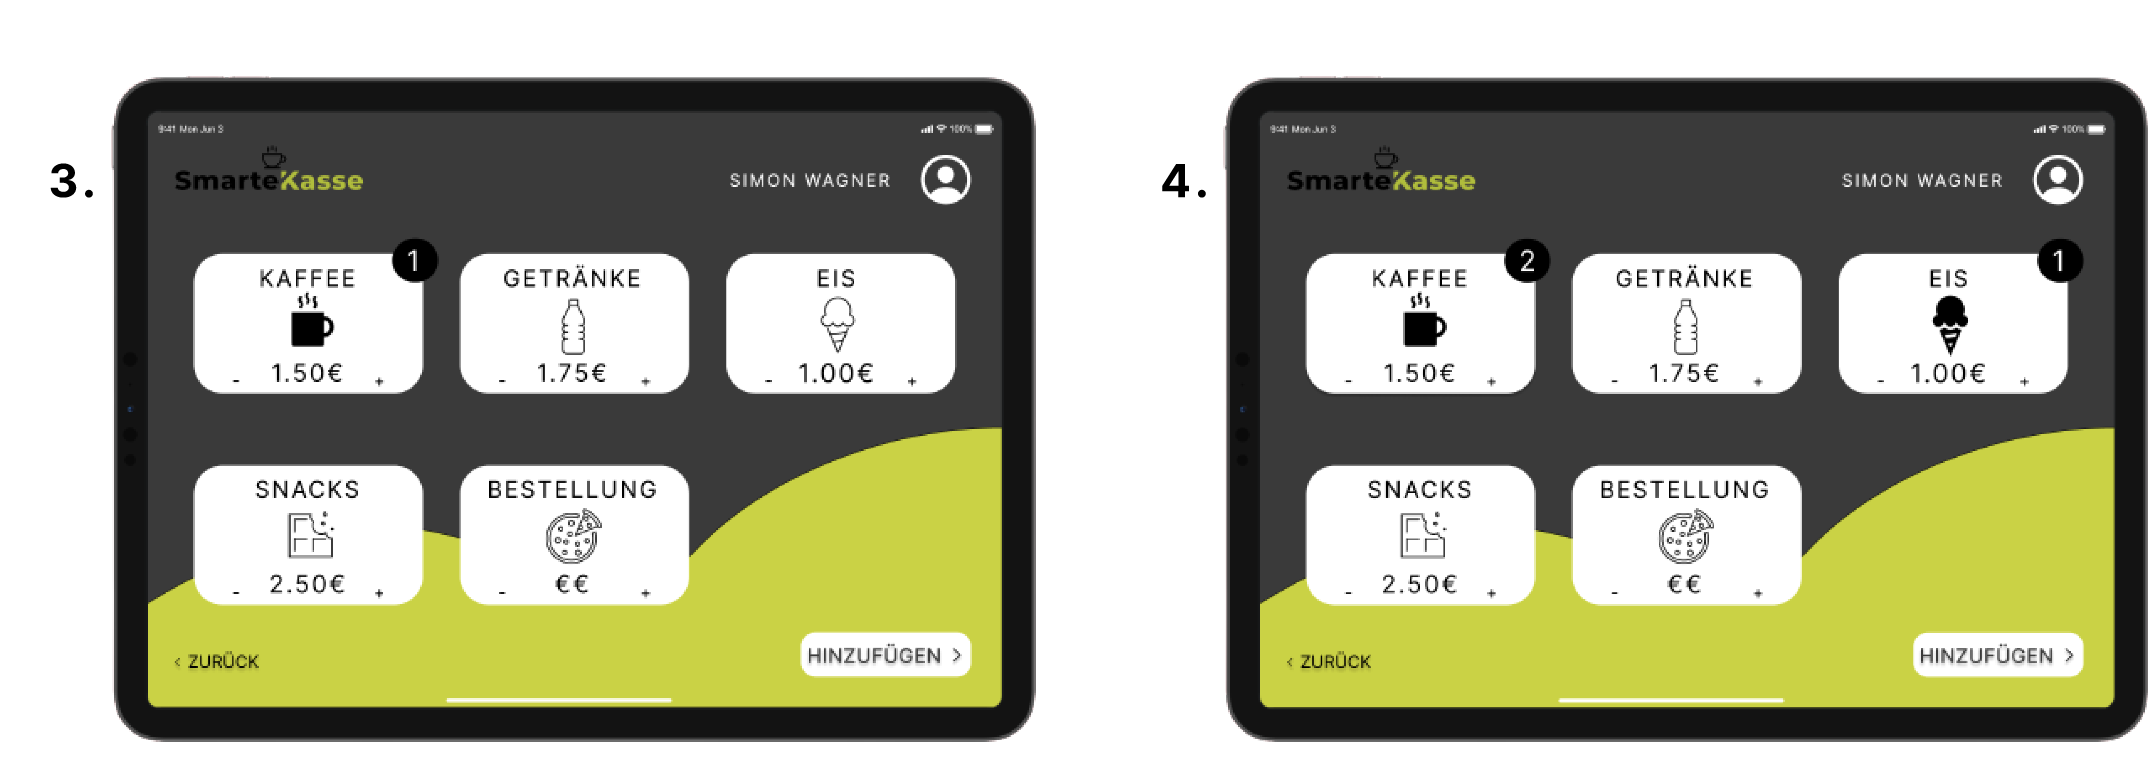 3.
9:41 Mon Jun 3
100%
SmarteKasse
SIMON WAGNER
1
KAFFEE
1.50€
- +
GETRÄNKE
1.75€
- +
EIS
1.00€
- +
SNACKS
2.50€
- +
BESTELLUNG
€€
- +
< ZURÜCK
HINZUFÜGEN >
4.
9:41 Mon Jun 3
100%
SmarteKasse
SIMON WAGNER
2
KAFFEE
1.50€
- +
GETRÄNKE
1.75€
- +
1
EIS
1.00€
- +
SNACKS
2.50€
- +
BESTELLUNG
€€
- +
< ZURÜCK
HINZUFÜGEN >